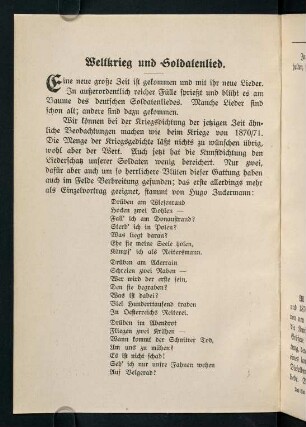 Weltkrieg und Soldatenlied.
Eine neue große Zeit ist gekommen und mit ihr neue Lieder.
In außerordentlich reicher Fülle sprießt und blüht es am
Baume des deutschen Soldatenliedes. Manche Lieder sind
schon alt; andere sind dazu gekommen.
Wir können bei der Kriegsdichtung der jetzigen Zeit ähn-
liche Beobachtungen machen wie beim Kriege von 1870/71.
Die Menge der Kriegsgedichte läßt nichts zu wünschen übrig,
wohl aber der Wert. Auch jetzt hat die Kunstdichtung den
Liederschatz unserer Soldaten wenig bereichert. Nur zwei,
dafür aber auch um so herrlichere Blüten dieser Gattung haben
auch im Felde Verbreitung gefunden; das erste allerdings mehr
als Einzelvortrag geeignet, stammt von Hugo Zuckermann:
Drüben am Wiesenrand
Hocken zwei Dohlen —
Fall' ich am Donaustrand?
Sterb' ich in Polen?
Was liegt daran?
Ehe sie meine Seele holen,
Kämpf' ich als Reitersmann.
Drüben am Ackerrain
Schreien zwei Raben —
Wer wird der erste sein,
Den sie begraben?
Was ist dabei?
Viel Hunderttausend traben
In Oesterreichs Reiterei.
Drüben im Abendrot
Fliegen zwei Krähen —
Wann kommt der Schnitter Tod,
Um uns zu mähen?
Es ist nicht schad!
Seh' ich nur unsre Fahnen wehen
Auf Belgerad?